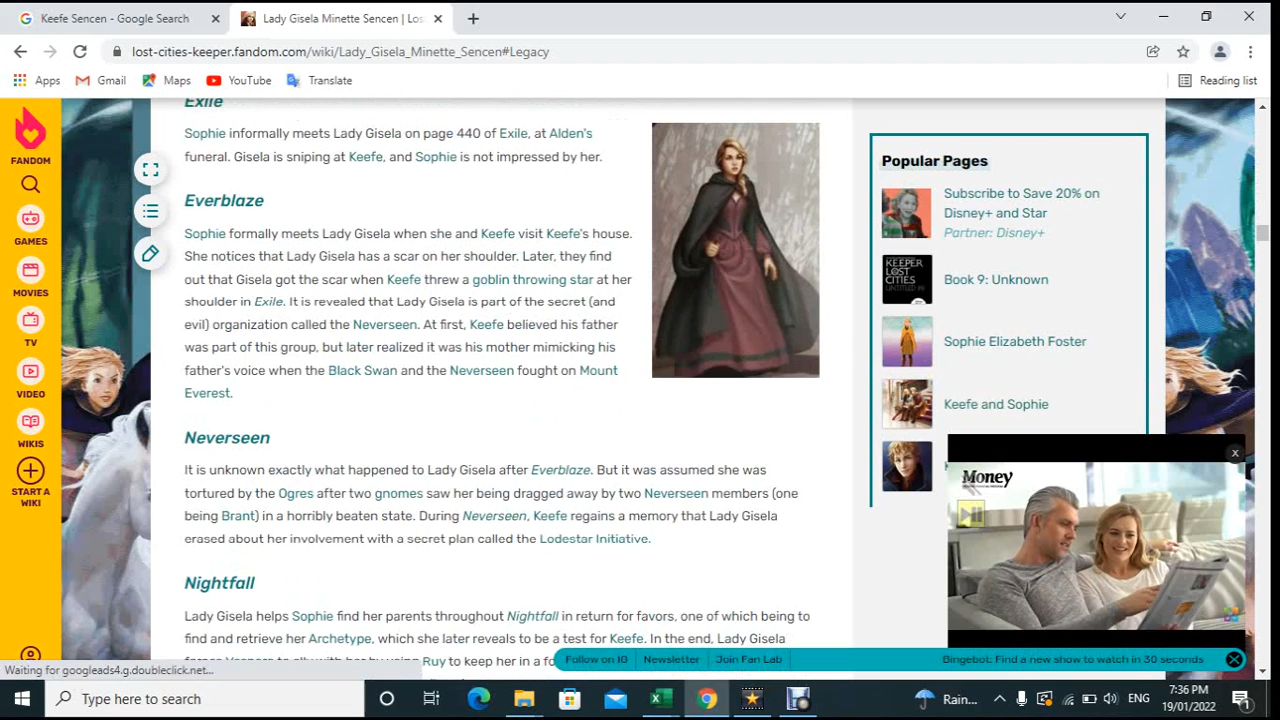 Keefe Sencen - Google Search
Lady Gisela Minette Sencen | Los
lost-cities-keeper.fandom.com/wiki/Lady_Gisela_Minette_Sencen#Legacy
Apps
Gmail
Maps
YouTube
Translate
Reading list
FANDOM
GAMES
MOVIES
TV
VIDEO
WIKIS
START A
WIKI
Exile
Sophie informally meets Lady Gisela on page 440 of Exile, at Alden's
funeral. Gisela is sniping at Keefe, and Sophie is not impressed by her.
Everblaze
Sophie formally meets Lady Gisela when she and Keefe visit Keefe's house.
She notices that Lady Gisela has a scar on her shoulder. Later, they find
out that Gisela got the scar when Keefe threw a goblin throwing star at her
shoulder in Exile. It is revealed that Lady Gisela is part of the secret (and
evil) organization called the Neverseen. At first, Keefe believed his father
was part of this group, but later realized it was his mother mimicking his
father's voice when the Black Swan and the Neverseen fought on Mount
Everest.
Neverseen
It is unknown exactly what happened to Lady Gisela after Everblaze. But it was assumed she was
tortured by the Ogres after two gnomes saw her being dragged away by two Neverseen members (one
being Brant) in a horribly beaten state. During Neverseen, Keefe regains a memory that Lady Gisela
erased about her involvement with a secret plan called the Lodestar Initiative.
Nightfall
Lady Gisela helps Sophie find her parents throughout Nightfall in return for favors, one of which being to
find and retrieve her Archetype, which she later reveals to be a test for Keefe. In the end, Lady Gisela
Ruy to keep her in a fo
Popular Pages
Subscribe to Save 20% on
Disney+ and Star
Partner: Disney+
KEEPER
LOST
CITIES
Book 9: Unknown
Sophie Elizabeth Foster
Keefe and Sophie
x
Money
Follow on IG
Newsletter
Join Fan Lab
Bingebot: Find a new show to watch in 30 seconds
Waiting for googleads4.g.doubleclick.net...
Type here to search
Rain...
ENG
7:36 PM
19/01/2022
1